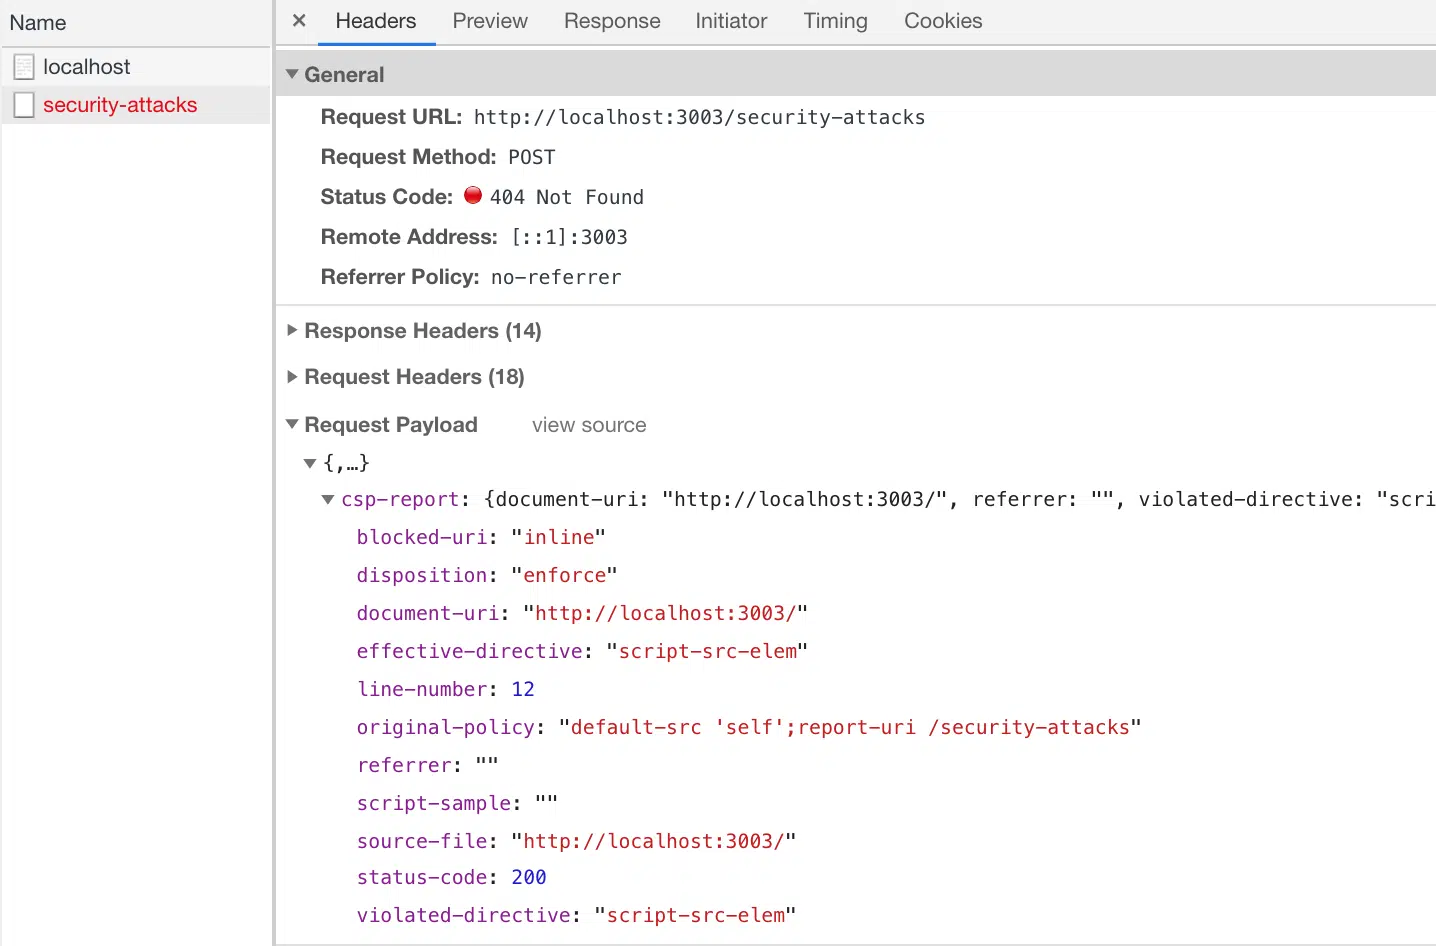 Name
localhost
security-attacks
× Headers Preview Response Initiator Timing Cookies
General
Request URL: http://localhost:3003/security-attacks
Request Method: POST
Status Code: 404 Not Found
Remote Address: [::1]:3003
Referrer Policy: no-referrer
Response Headers (14)
Request Headers (18)
Request Payload view source
{,…}
csp-report: {document-uri: "http://localhost:3003/", referrer: "", violated-directive: "scri
blocked-uri: "inline"
disposition: "enforce"
document-uri: "http://localhost:3003/"
effective-directive: "script-src-elem"
line-number: 12
original-policy: "default-src 'self';report-uri /security-attacks"
referrer: ""
script-sample: ""
source-file: "http://localhost:3003/"
status-code: 200
violated-directive: "script-src-elem"